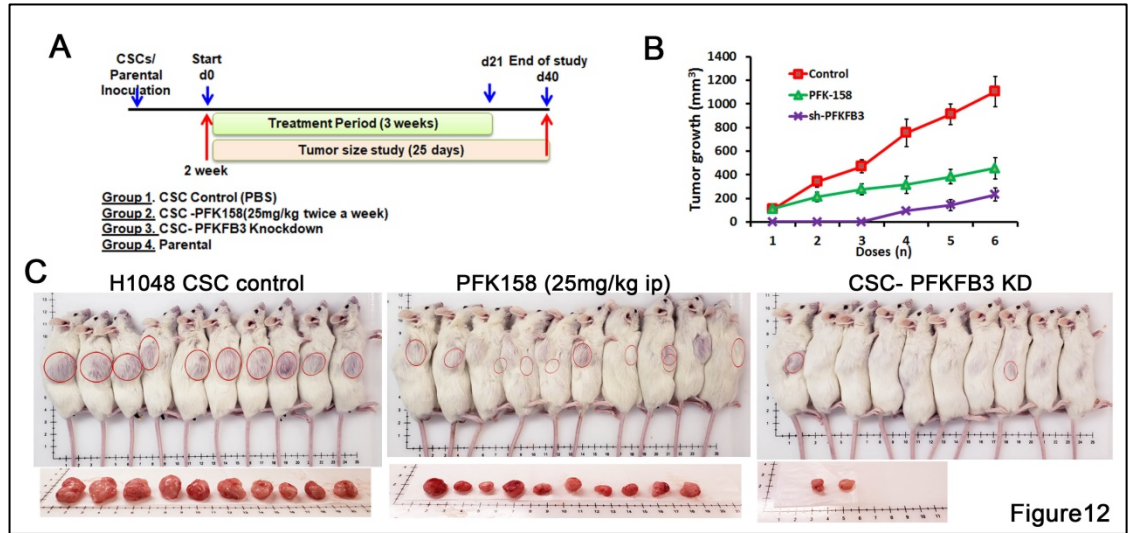 A
CSCs/
Parental
Inoculation
Start
d0
d21
End of study
d40
Treatment Period (3 weeks)
Tumor size study (25 days)
2 week
Group 1. CSC Control (PBS)
Group 2. CSC -PFK158(25mg/kg twice a week)
Group 3. CSC- PFKFB3 Knockdown
Group 4. Parental
B
Tumor growth (mm³)
1400
1200
1000
800
600
400
200
0
Control
PFK-158
sh-PFKFB3
1 2 3 4 5 6
Doses (n)
C
H1048 CSC control
PFK158 (25mg/kg ip)
CSC- PFKFB3 KD
Figure12